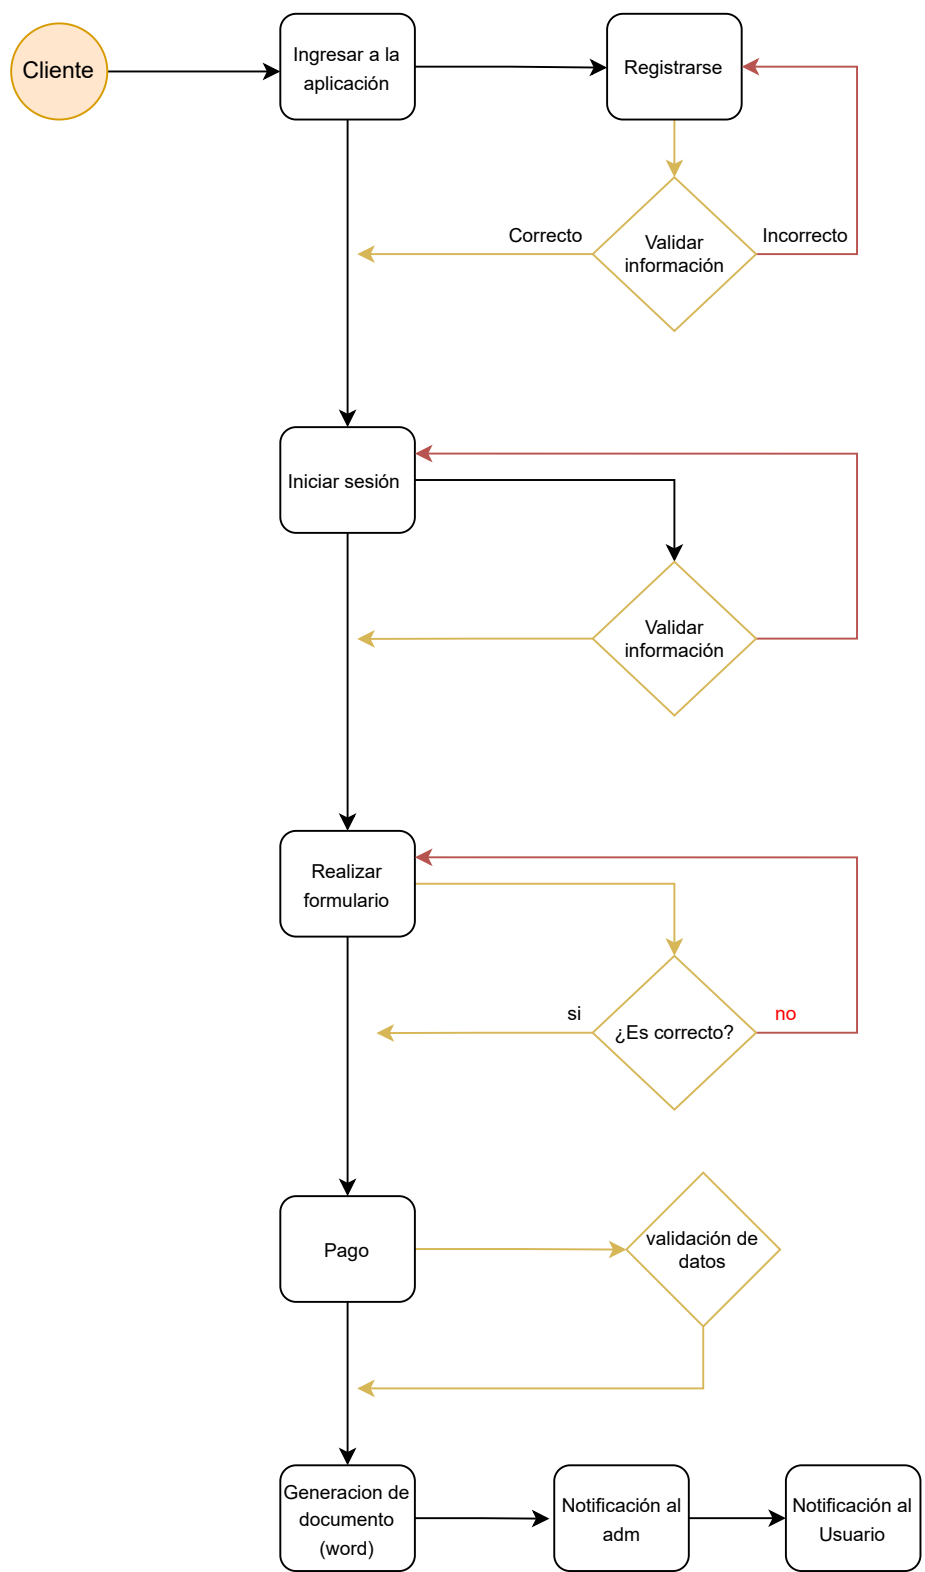 Cliente
Ingresar a la
aplicación
Registrarse
Correcto
Validar
información
Incorrecto
Iniciar sesión
Validar
información
Realizar
formulario
si
¿Es correcto?
no
Pago
validación de
datos
Generacion de
documento
(word)
Notificación al
adm
Notificación al
Usuario